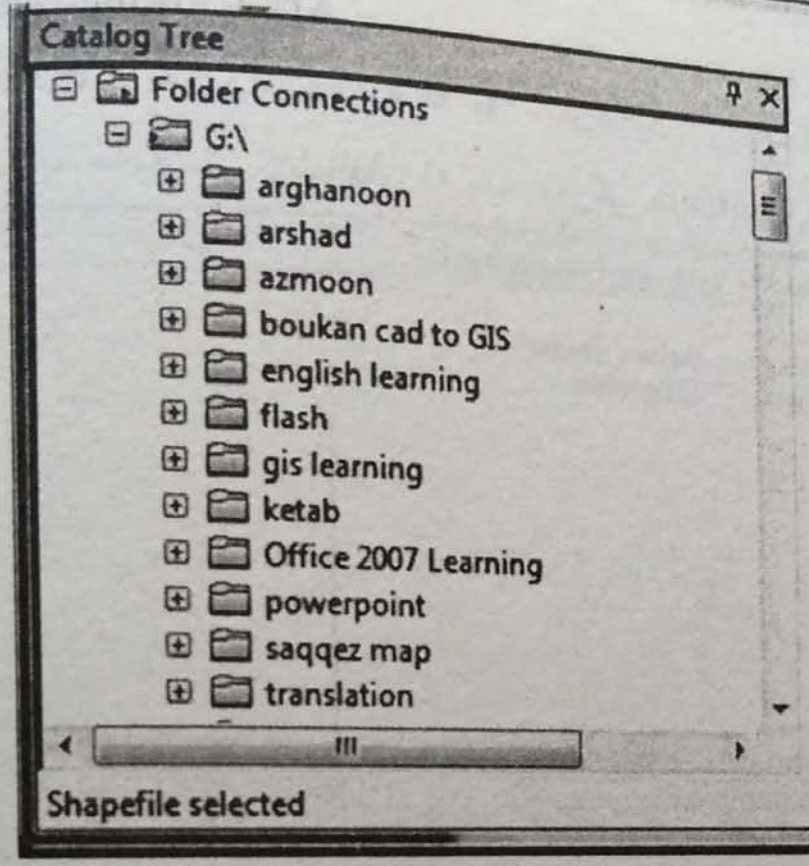 Catalog Tree
Folder Connections
G:\
arghanoon
arshad
azmoon
boukan cad to GIS
english learning
flash
gis learning
ketab
Office 2007 Learning
powerpoint
saqqez map
translation
Shapefile selected